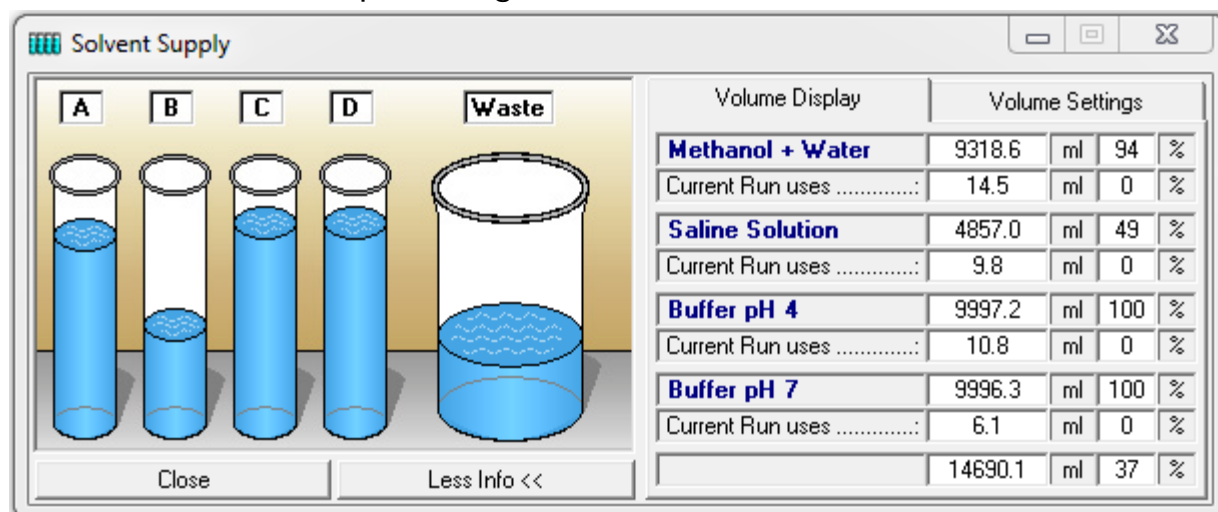 Solvent Supply
A B C D Waste
Volume Display Volume Settings
Methanol + Water 9318.6 ml 94 %
Current Run uses .............: 14.5 ml 0 %
Saline Solution 4857.0 ml 49 %
Current Run uses .............: 9.8 ml 0 %
Buffer pH 4 9997.2 ml 100 %
Current Run uses .............: 10.8 ml 0 %
Buffer pH 7 9996.3 ml 100 %
Current Run uses .............: 6.1 ml 0 %
14690.1 ml 37 %
Close Less Info <<